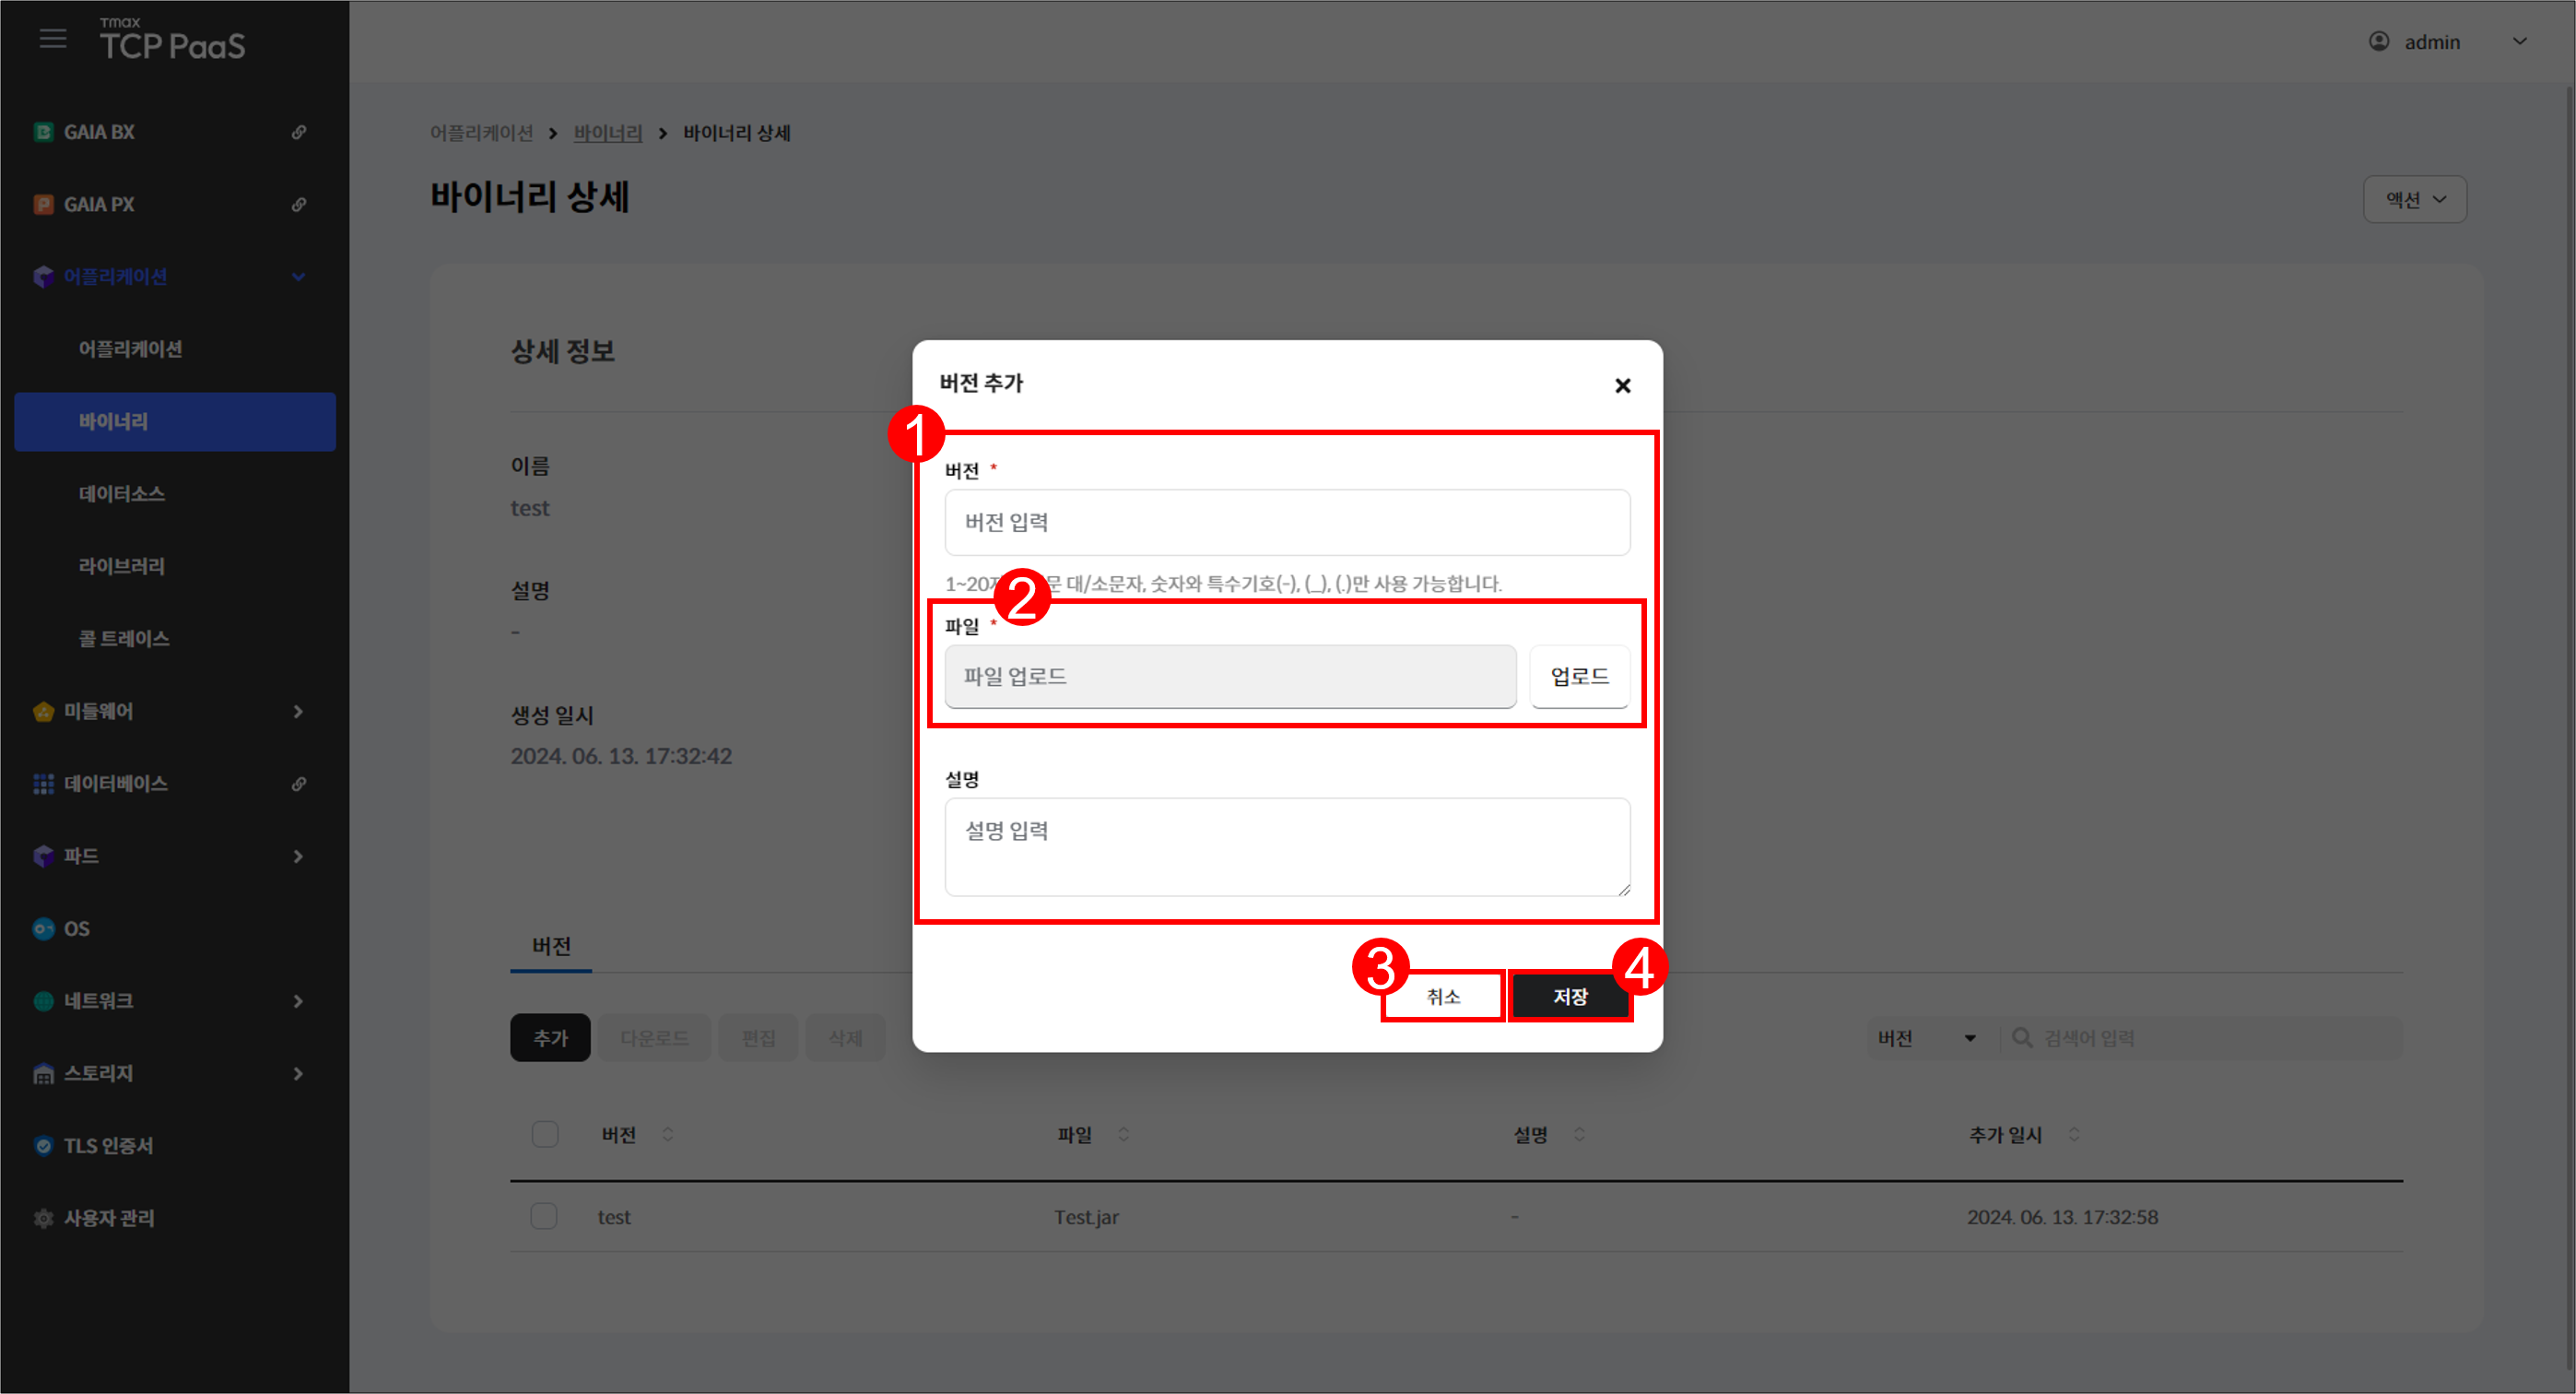 Tmax
TCP PaaS
admin
GAIA BX
GAIA PX
어플리케이션
어플리케이션
바이너리
데이터소스
라이브러리
콜 트레이스
미들웨어
데이터베이스
파드
OS
네트워크
스토리지
TLS 인증서
사용자 관리
어플리케이션 > 바이너리 > 바이너리 상세
바이너리 상세
액션
상세 정보
이름
test
설명
-
생성 일시
2024. 06. 13. 17:32:42
버전 추가
1
버전 *
버전 입력
1~20자 문 대/소문자, 숫자와 특수기호(-), (_), (.)만 사용 가능합니다.
2
파일 *
파일 업로드
업로드
설명
설명 입력
3
취소
4
저장
버전
추가
다운로드
편집
삭제
버전
검색어 입력
버전 파일 설명 추가 일시
test Test.jar - 2024. 06. 13. 17:32:58